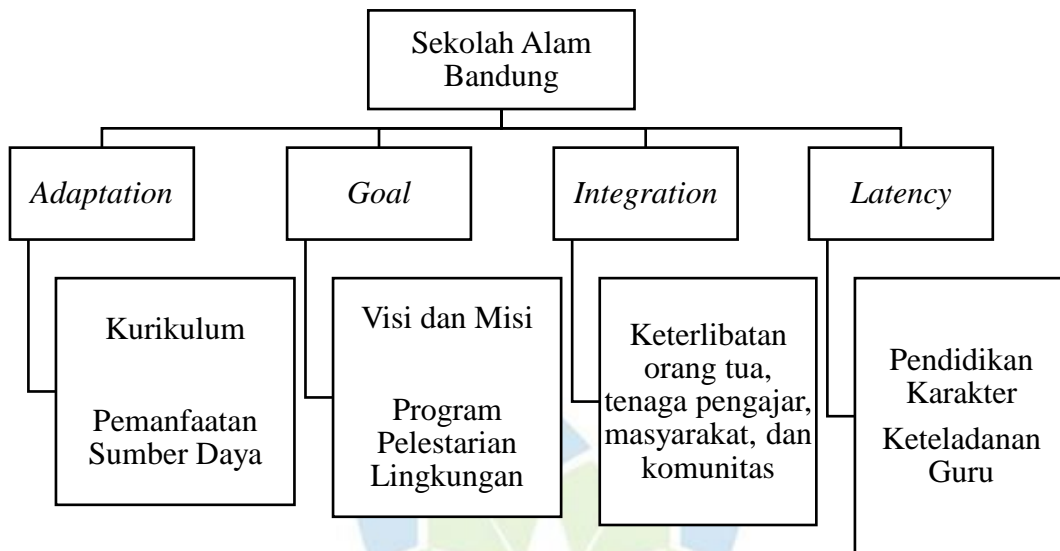 Sekolah Alam
Bandung
Adaptation
Goal
Integration
Latency
Kurikulum
Pemanfaatan
Sumber Daya
Visi dan Misi
Program
Pelestarian
Lingkungan
Keterlibatan
orang tua,
tenaga pengajar,
masyarakat, dan
komunitas
Pendidikan
Karakter
Keteladanan
Guru